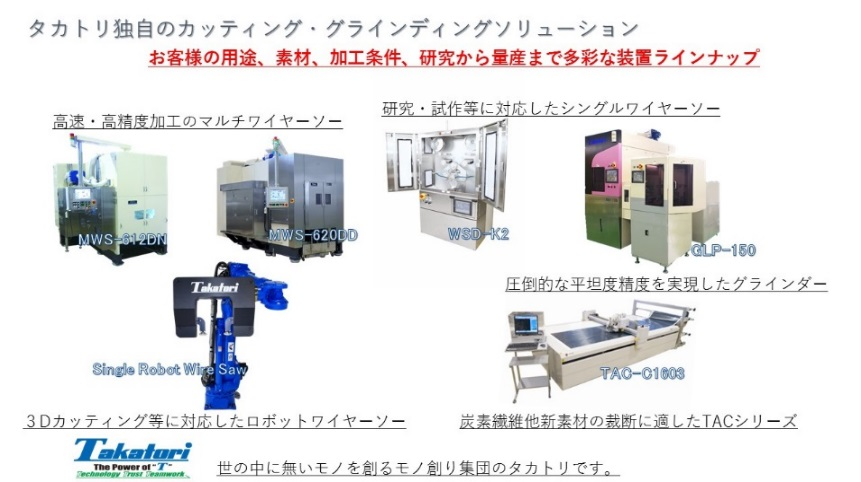 タカトリ独自のカッティング・グラインディングソリューション
お客様の用途、素材、加工条件、研究から量産まで多彩な装置ラインナップ
研究・試作等に対応したシングルワイヤーソー
高速・高精度加工のマルチワイヤーソー
MWS-612DN
MWS-620DD
WSD-K2
GLP-150
圧倒的な平坦度精度を実現したグラインダー
Takatori
Single Robot Wire Saw
TAC-C1603
3Dカッティング等に対応したロボットワイヤーソー
炭素繊維他新素材の裁断に適したTACシリーズ
Takatori
The Power of "T"
Technology Trust Teamwork
世の中に無いモノを創るモノ創り集団のタカトリです。